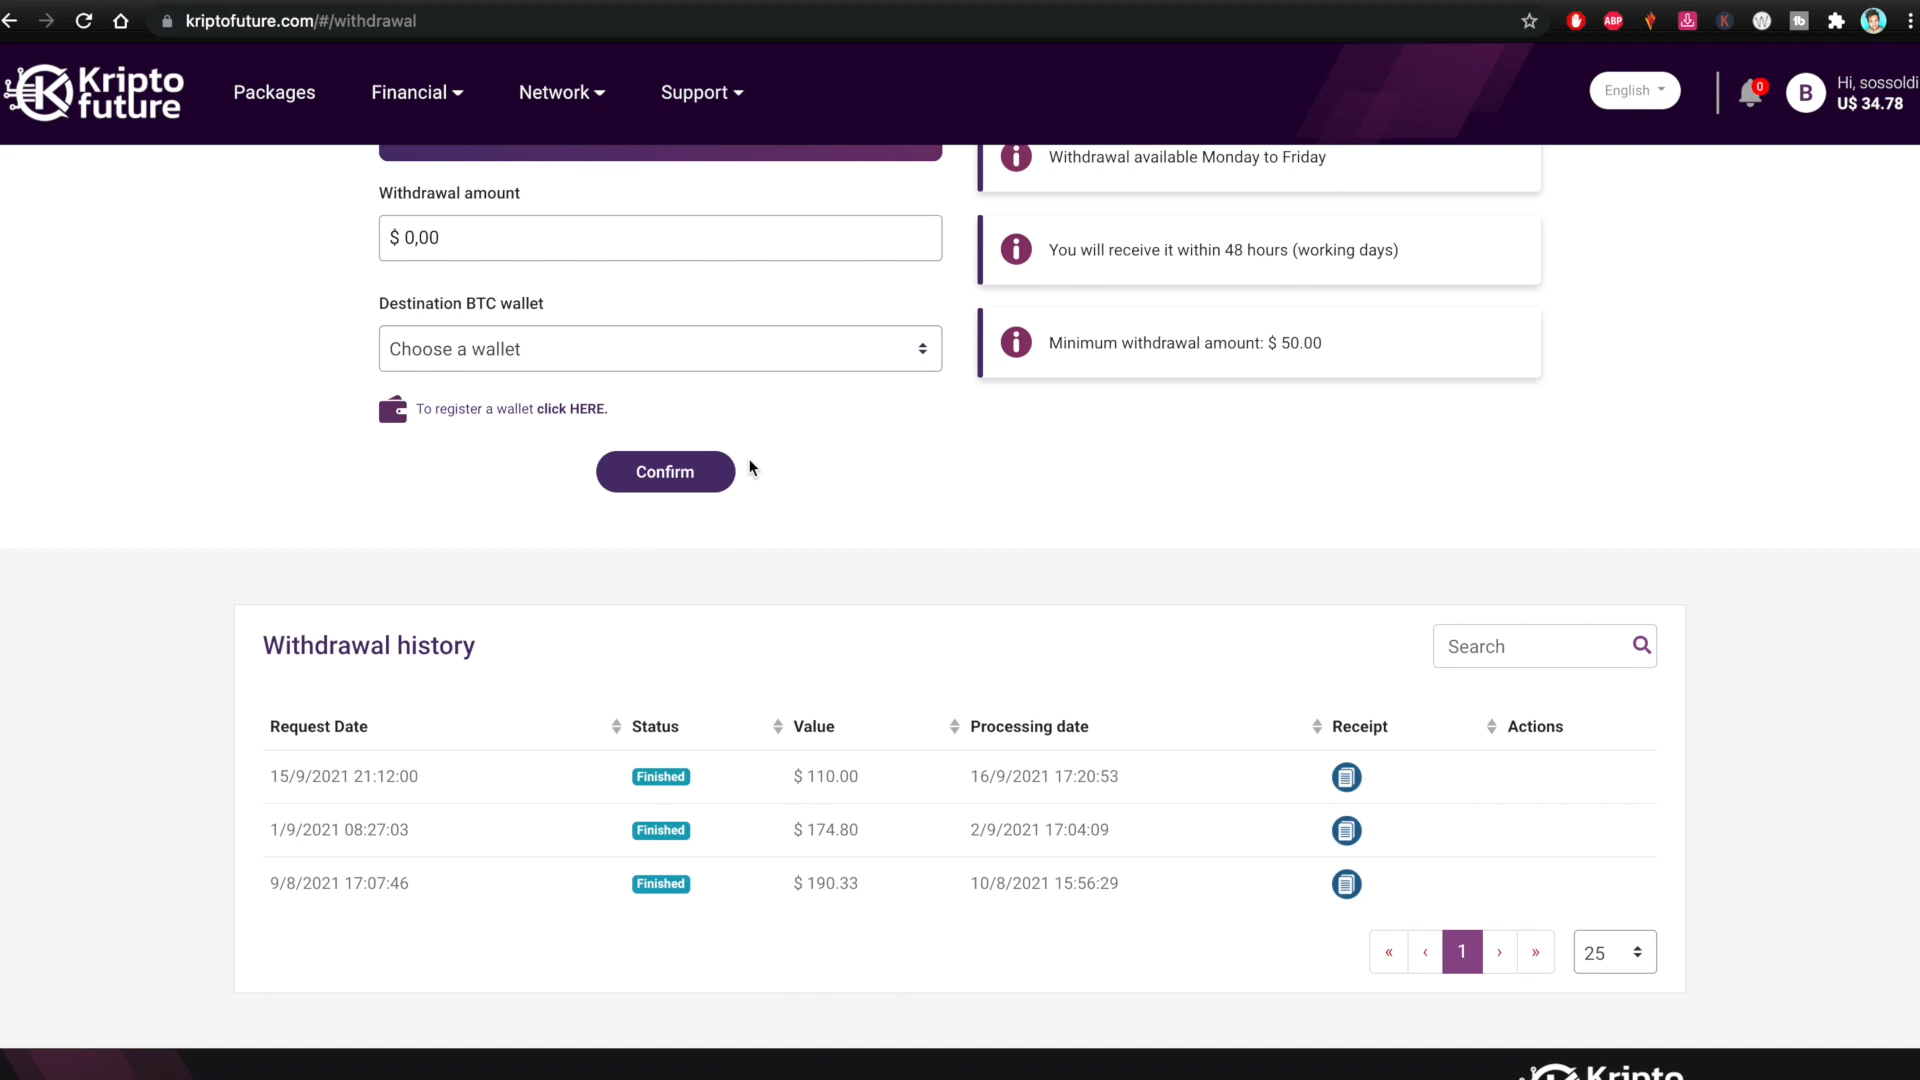 kriptofuture.com/#/withdrawal
ABP
K
W
tb
Kripto
future
Packages
Financial
Network
Support
English
0
B
Hi, sossoldi
U$ 34.78
Withdrawal available Monday to Friday
Withdrawal amount
$ 0,00
You will receive it within 48 hours (working days)
Destination BTC wallet
Choose a wallet
Minimum withdrawal amount: $ 50.00
To register a wallet click HERE.
Confirm
Withdrawal history
Search
Request Date Status Value Processing date Receipt Actions
15/9/2021 21:12:00 Finished $ 110.00 16/9/2021 17:20:53
1/9/2021 08:27:03 Finished $ 174.80 2/9/2021 17:04:09
9/8/2021 17:07:46 Finished $ 190.33 10/8/2021 15:56:29
« ‹ 1 › » 25
Kripto